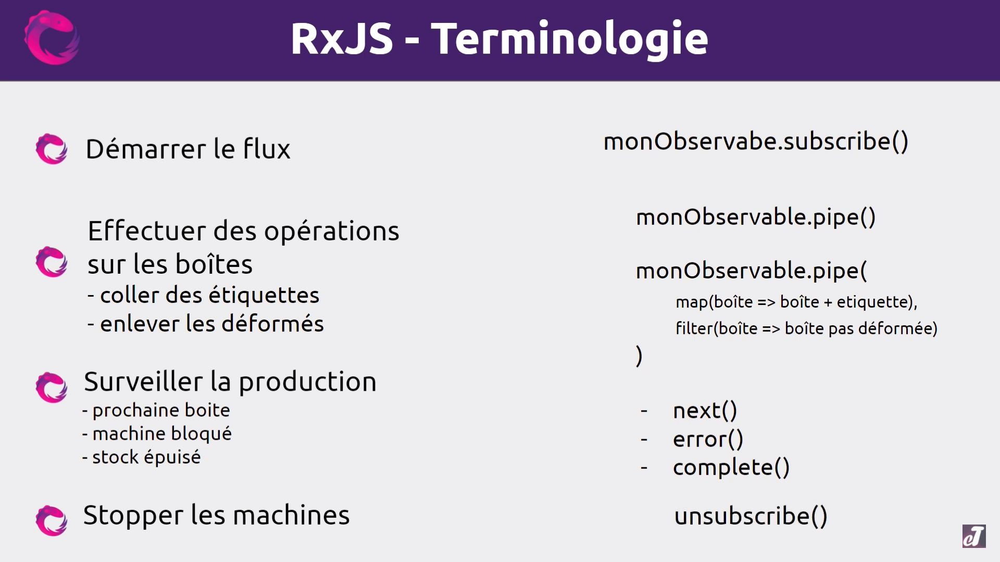 RxJS - Terminologie
Démarrer le flux
monObservabe.subscribe()
Effectuer des opérations
sur les boîtes
- coller des étiquettes
- enlever les déformés
monObservable.pipe()
monObservable.pipe(
map(boîte => boîte + etiquette),
filter(boîte => boîte pas déformée)
)
Surveiller la production
- prochaine boite
- machine bloqué
- stock épuisé
- next()
- error()
- complete()
Stopper les machines
unsubscribe()
cT